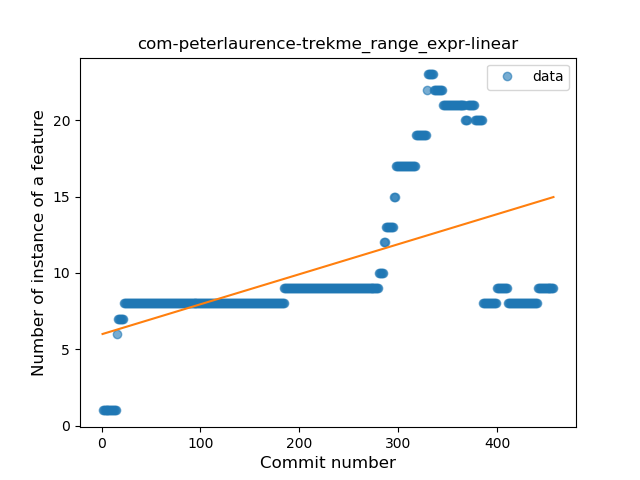 com-peterlaurence-trekme_range_expr-linear
data
Number of instance of a feature
20
15
10
5
0
0 100 200 300 400
Commit number